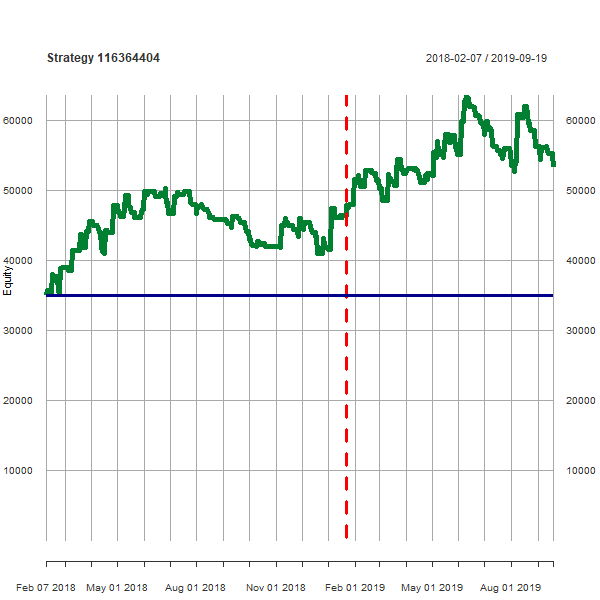 Strategy 116364404
2018-02-07 / 2019-09-19
60000
60000
50000
50000
40000
40000
Equity
30000
30000
20000
20000
10000
10000
Feb 07 2018
May 01 2018
Aug 01 2018
Nov 01 2018
Feb 01 2019
May 01 2019
Aug 01 2019